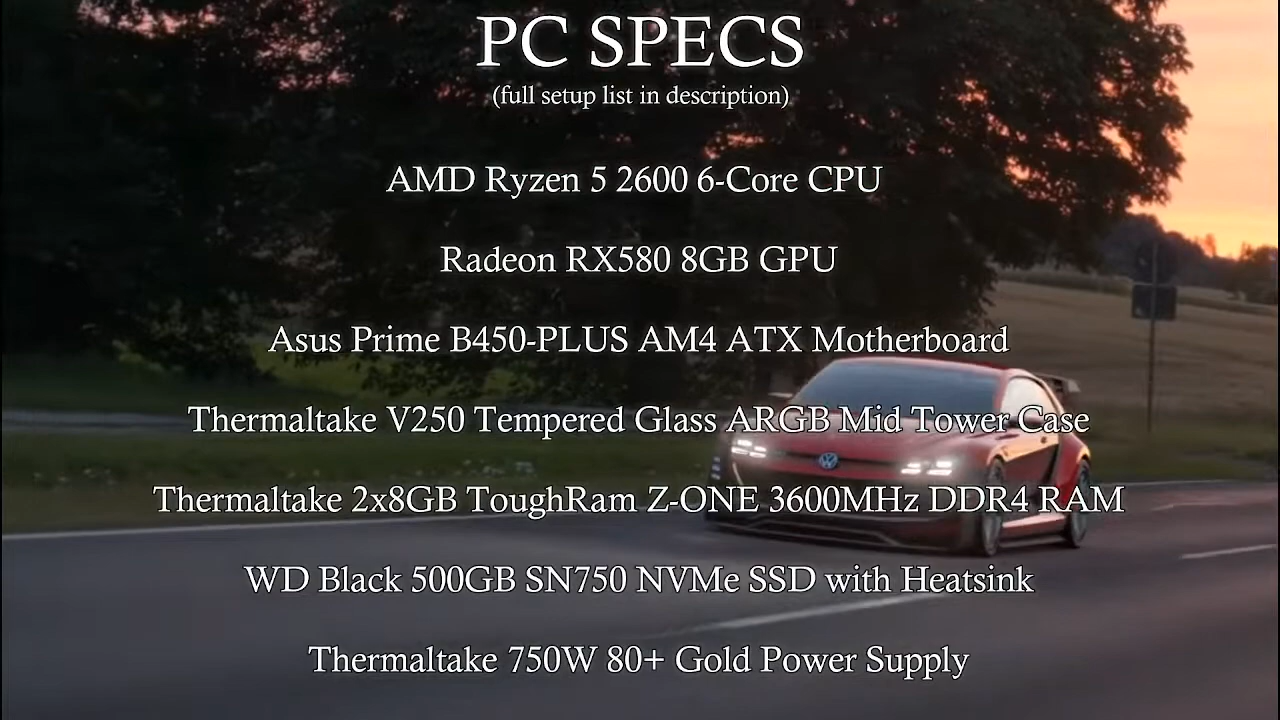 PC SPECS
(full setup list in description)
AMD Ryzen 5 2600 6-Core CPU
Radeon RX580 8GB GPU
Asus Prime B450-PLUS AM4 ATX Motherboard
Thermaltake V250 Tempered Glass ARGB Mid Tower Case
Thermaltake 2x8GB ToughRam Z-ONE 3600MHz DDR4 RAM
WD Black 500GB SN750 NVMe SSD with Heatsink
Thermaltake 750W 80+ Gold Power Supply